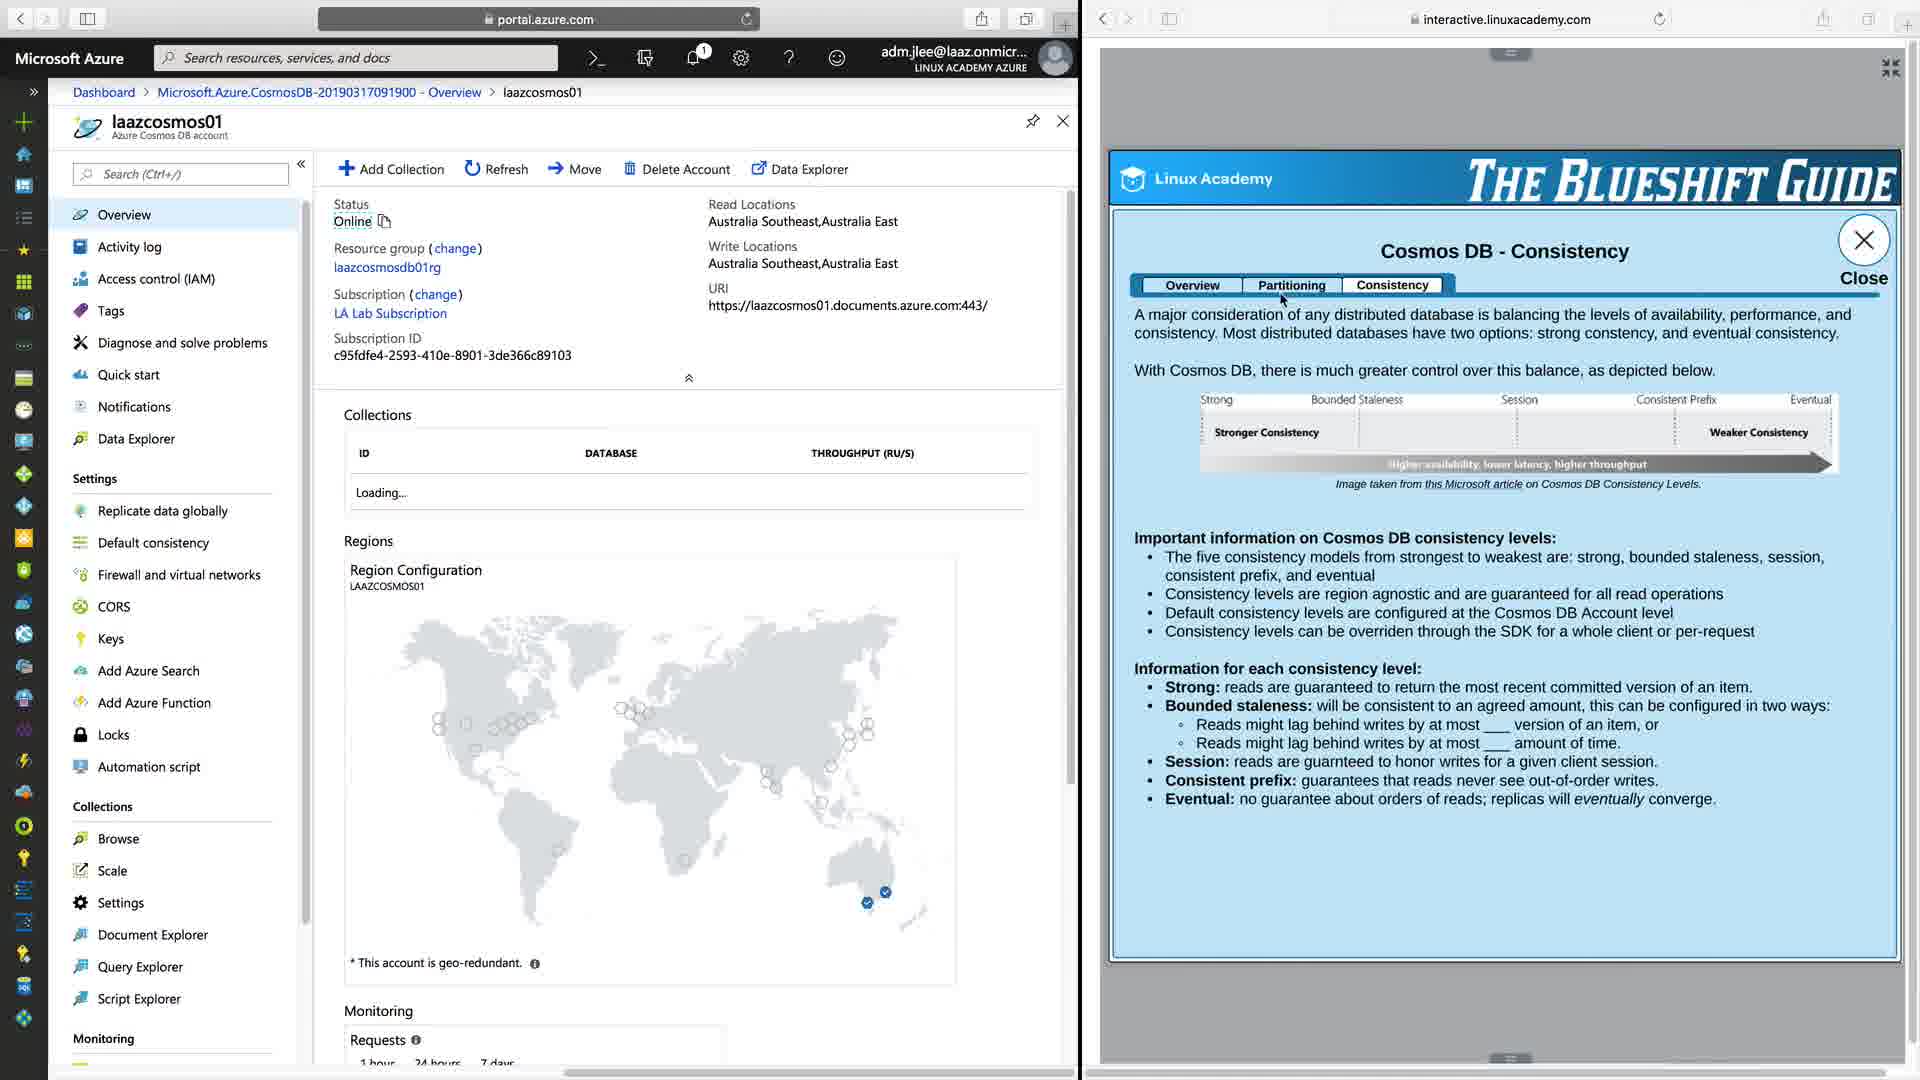 portal.azure.com
Microsoft Azure
Search resources, services, and docs
1
adm.jlee@laaz.onmicr...
LINUX ACADEMY AZURE
Dashboard > Microsoft.Azure.CosmosDB-20190317091900 - Overview > laazcosmos01
laazcosmos01
Azure Cosmos DB account
Search (Ctrl+/)
Overview
Activity log
Access control (IAM)
Tags
Diagnose and solve problems
Quick start
Notifications
Data Explorer
Settings
Replicate data globally
Default consistency
Firewall and virtual networks
CORS
Keys
Add Azure Search
Add Azure Function
Locks
Automation script
Collections
Browse
Scale
Settings
Document Explorer
Query Explorer
Script Explorer
Monitoring
Add Collection
Refresh
Move
Delete Account
Data Explorer
Status
Online
Resource group (change)
laazcosmosdb01rg
Subscription (change)
LA Lab Subscription
Subscription ID
c95fdfe4-2593-410e-8901-3de366c89103
Read Locations
Australia Southeast,Australia East
Write Locations
Australia Southeast,Australia East
URI
https://laazcosmos01.documents.azure.com:443/
Collections
ID DATABASE THROUGHPUT (RU/S)
Loading...
Regions
Region Configuration
LAAZCOSMOS01
* This account is geo-redundant.
Monitoring
Requests
1 hour 24 hours 7 days
interactive.linuxacademy.com
Linux Academy
THE BLUESHIFT GUIDE
Cosmos DB - Consistency
Close
Overview Partitioning Consistency
A major consideration of any distributed database is balancing the levels of availability, performance, and
consistency. Most distributed databases have two options: strong constency, and eventual consistency.
With Cosmos DB, there is much greater control over this balance, as depicted below.
Strong Bounded Staleness Session Consistent Prefix Eventual
Stronger Consistency Weaker Consistency
Higher availability, lower latency, higher throughput
Image taken from this Microsoft article on Cosmos DB Consistency Levels.
Important information on Cosmos DB consistency levels:
• The five consistency models from strongest to weakest are: strong, bounded staleness, session,
consistent prefix, and eventual
• Consistency levels are region agnostic and are guaranteed for all read operations
• Default consistency levels are configured at the Cosmos DB Account level
• Consistency levels can be overriden through the SDK for a whole client or per-request
Information for each consistency level:
• Strong: reads are guaranteed to return the most recent committed version of an item.
• Bounded staleness: will be consistent to an agreed amount, this can be configured in two ways:
◦ Reads might lag behind writes by at most ___ version of an item, or
◦ Reads might lag behind writes by at most ___ amount of time.
• Session: reads are guarnteed to honor writes for a given client session.
• Consistent prefix: guarantees that reads never see out-of-order writes.
• Eventual: no guarantee about orders of reads; replicas will eventually converge.